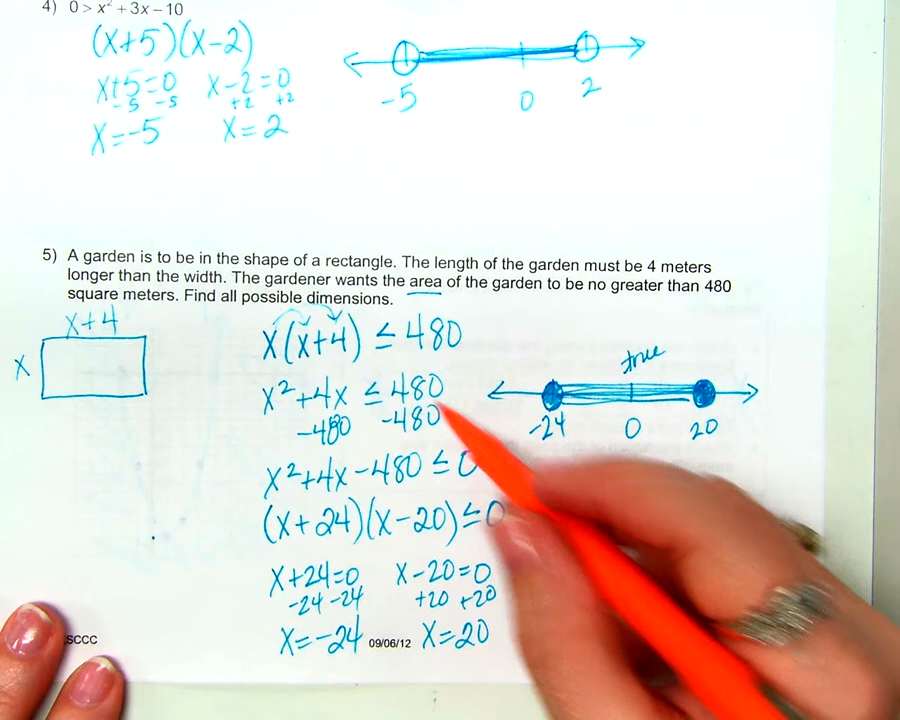 4) 0 > x² + 3x – 10
(x+5)(x-2)
x+5=0 x-2=0
-5 -5 +2 +2
x=-5 x=2
-5 0 2
5) A garden is to be in the shape of a rectangle. The length of the garden must be 4 meters
longer than the width. The gardener wants the area of the garden to be no greater than 480
square meters. Find all possible dimensions.
x+4
x
x(x+4) ≤ 480
x²+4x ≤ 480
-480 -480
x²+4x-480 ≤ 0
(x+24)(x-20) ≤ 0
x+24=0 x-20=0
-24 -24 +20 +20
x=-24 x=20
true
-24 0 20
SCCC 09/06/12